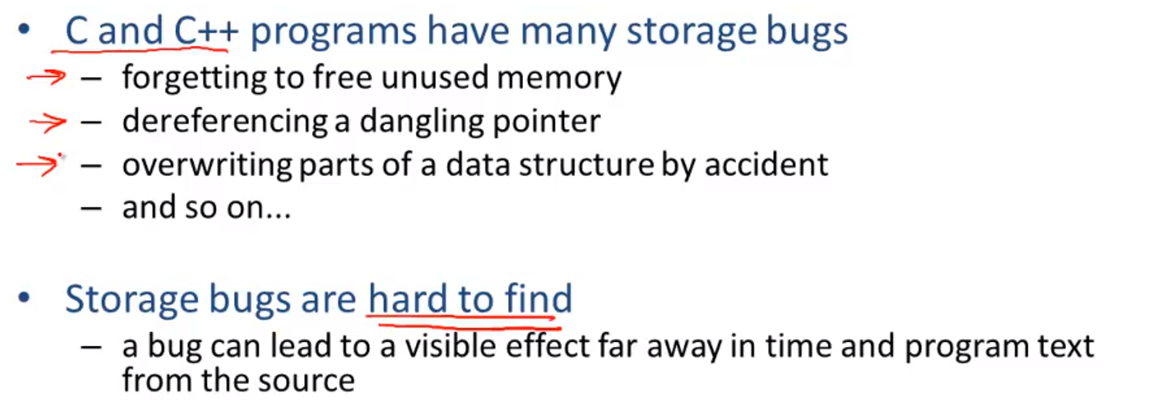 • C and C++ programs have many storage bugs
– forgetting to free unused memory
– dereferencing a dangling pointer
– overwriting parts of a data structure by accident
– and so on...
• Storage bugs are hard to find
– a bug can lead to a visible effect far away in time and program text
from the source